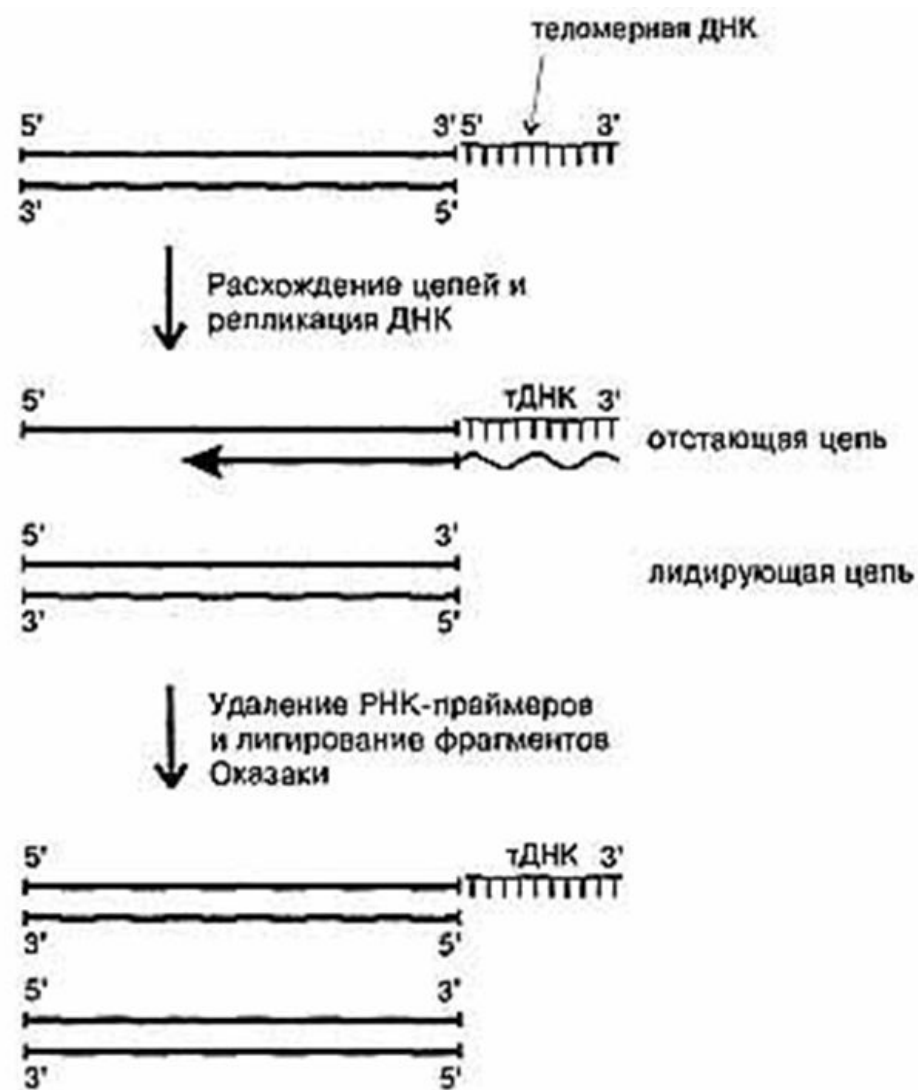 теломерная ДНК
5' 3' 5' 3'
3' 5'
Расхождение цепей и
репликация ДНК
5' тДНК 3'
отстающая цепь
5' 3'
лидирующая цепь
3' 5'
Удаление РНК-праймеров
и лигирование фрагментов
Оказаки
5' тДНК 3'
3' 5'
5' 3'
3' 5'